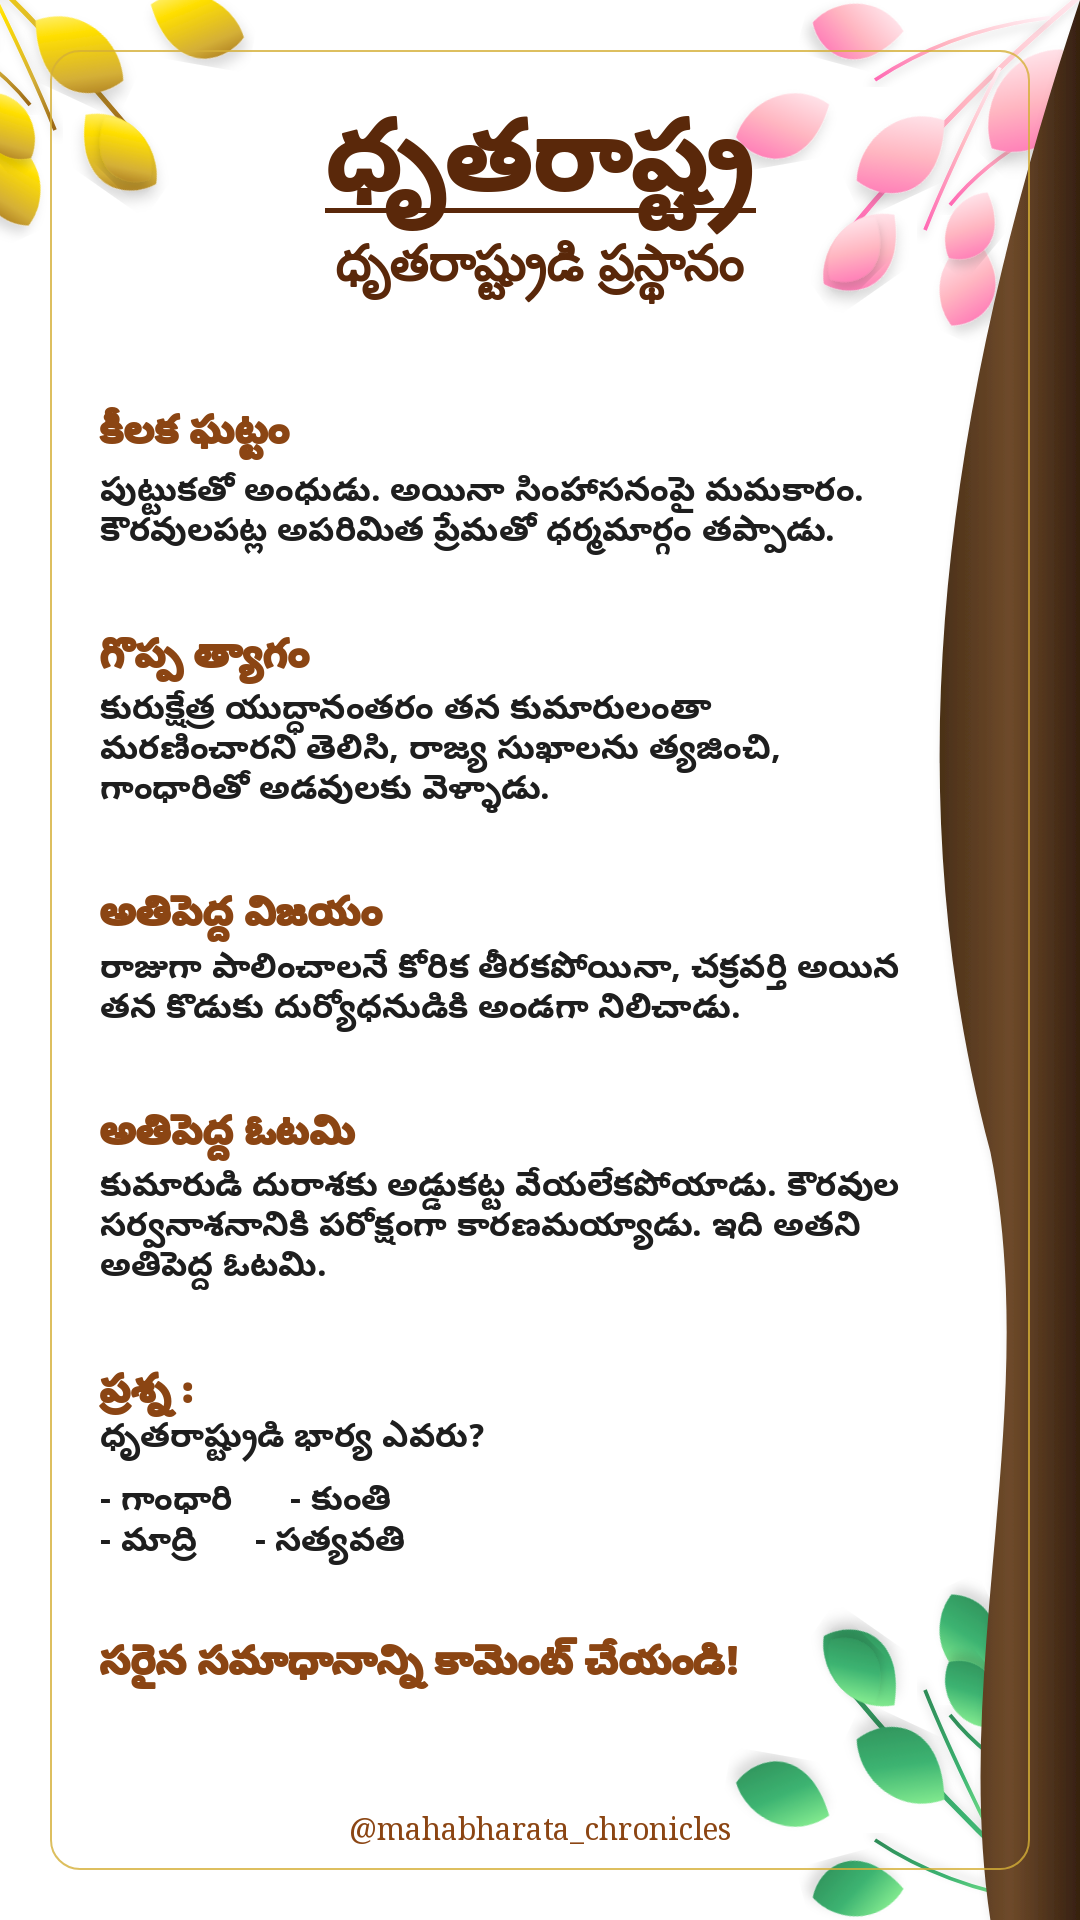 ధృతరాష్ట్ర
ధృతరాష్ట్రుడి ప్రస్థానం
కీలక ఘట్టం
పుట్టుకతో అంధుడు. అయినా సింహాసనంపై మమకారం.
కౌరవులపట్ల అపరిమిత ప్రేమతో ధర్మమార్గం తప్పాడు.
గొప్ప త్యాగం
కురుక్షేత్ర యుద్ధానంతరం తన కుమారులంతా
మరణించారని తెలిసి, రాజ్య సుఖాలను త్యజించి,
గాంధారితో అడవులకు వెళ్ళాడు.
అతిపెద్ద విజయం
రాజుగా పాలించాలనే కోరిక తీరకపోయినా, చక్రవర్తి అయిన
తన కొడుకు దుర్యోధనుడికి అండగా నిలిచాడు.
అతిపెద్ద ఓటమి
కుమారుడి దురాశకు అడ్డుకట్ట వేయలేకపోయాడు. కౌరవుల
సర్వనాశనానికి పరోక్షంగా కారణమయ్యాడు. ఇది అతని
అతిపెద్ద ఓటమి.
ప్రశ్న :
ధృతరాష్ట్రుడి భార్య ఎవరు?
- గాంధారి - కుంతి
- మాద్రి - సత్యవతి
సరైన సమాధానాన్ని కామెంట్ చేయండి!
@mahabharata_chronicles